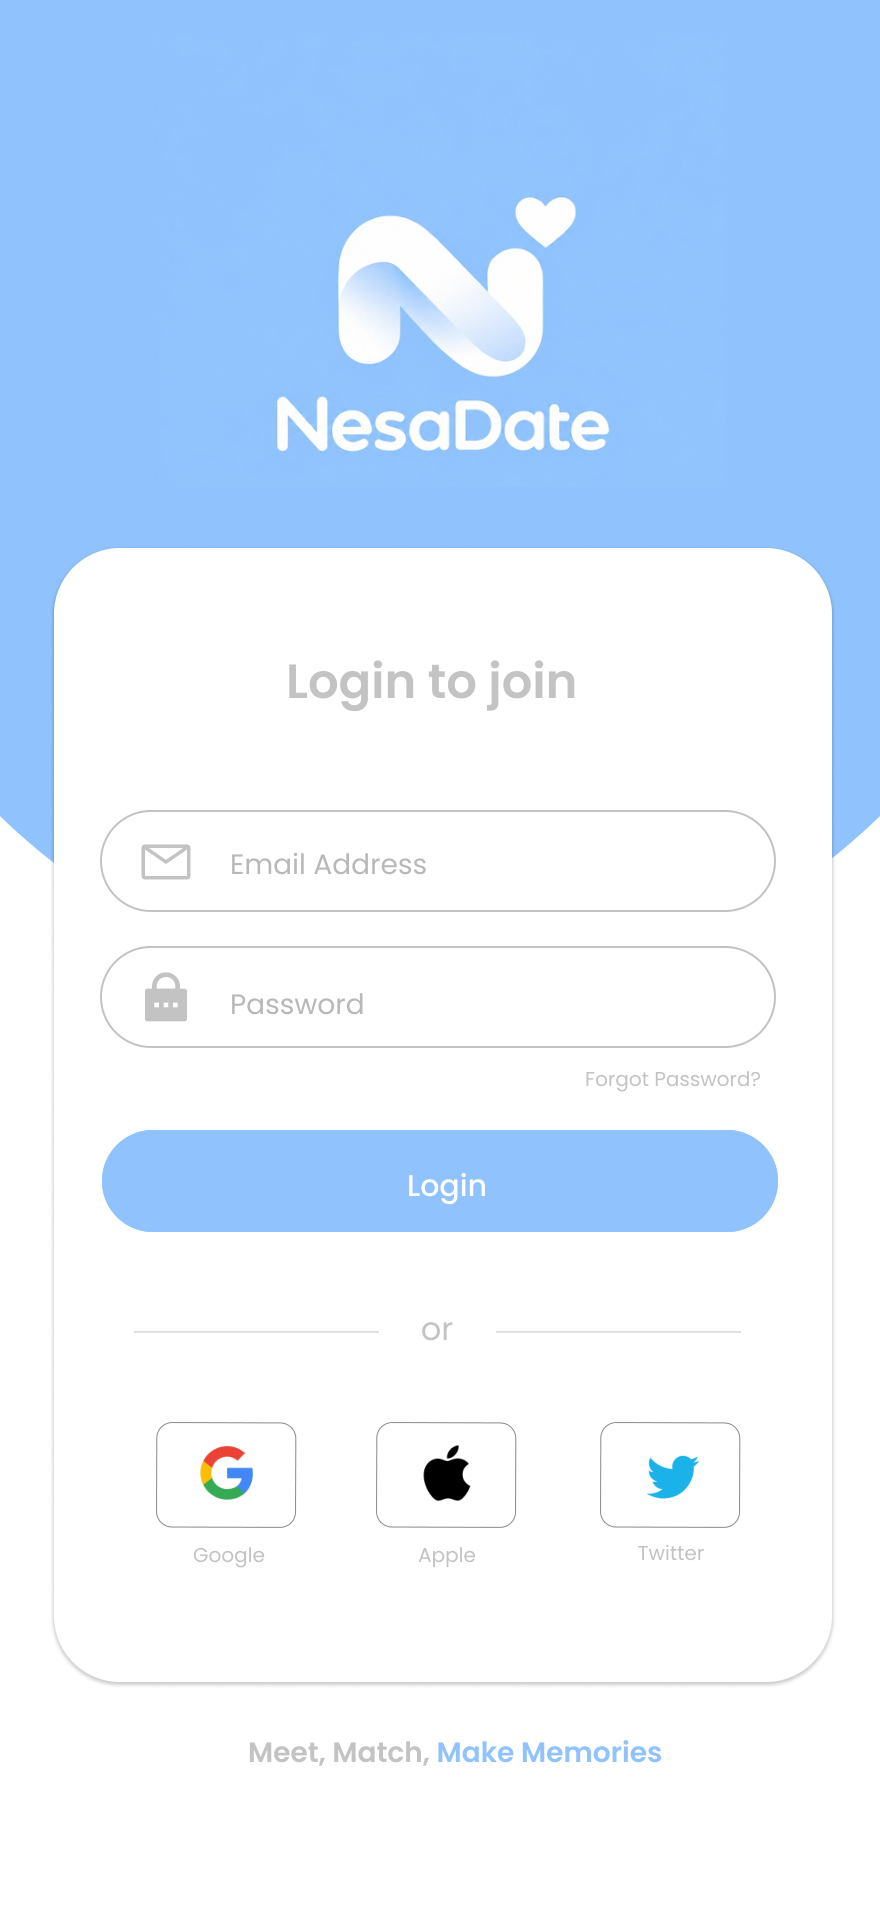 NesaDate
Login to join
Email Address
Password
Forgot Password?
Login
or
Google
Apple
Twitter
Meet, Match, Make Memories